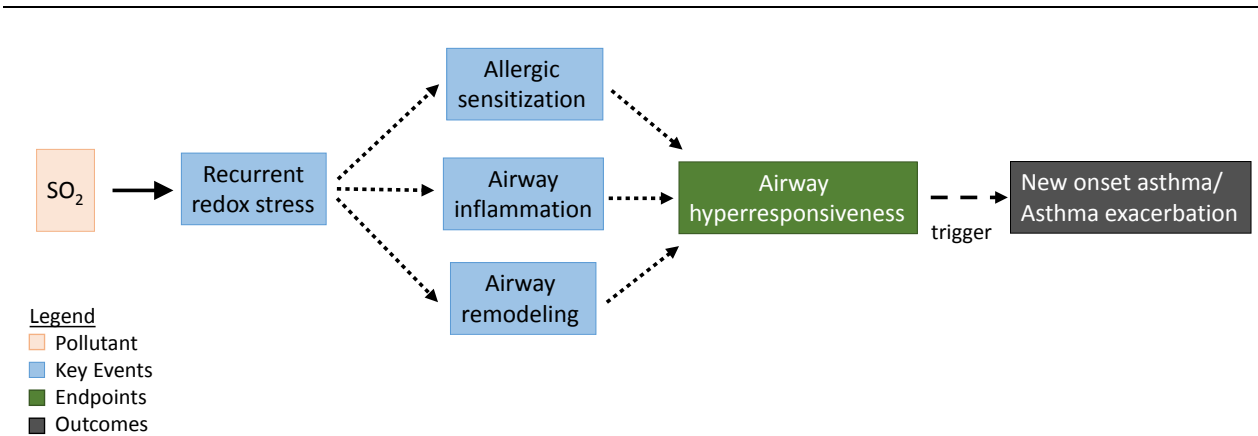 SO₂
Recurrent
redox stress
Allergic
sensitization
Airway
inflammation
Airway
remodeling
Airway
hyperresponsiveness
trigger
New onset asthma/
Asthma exacerbation
Legend
Pollutant
Key Events
Endpoints
Outcomes